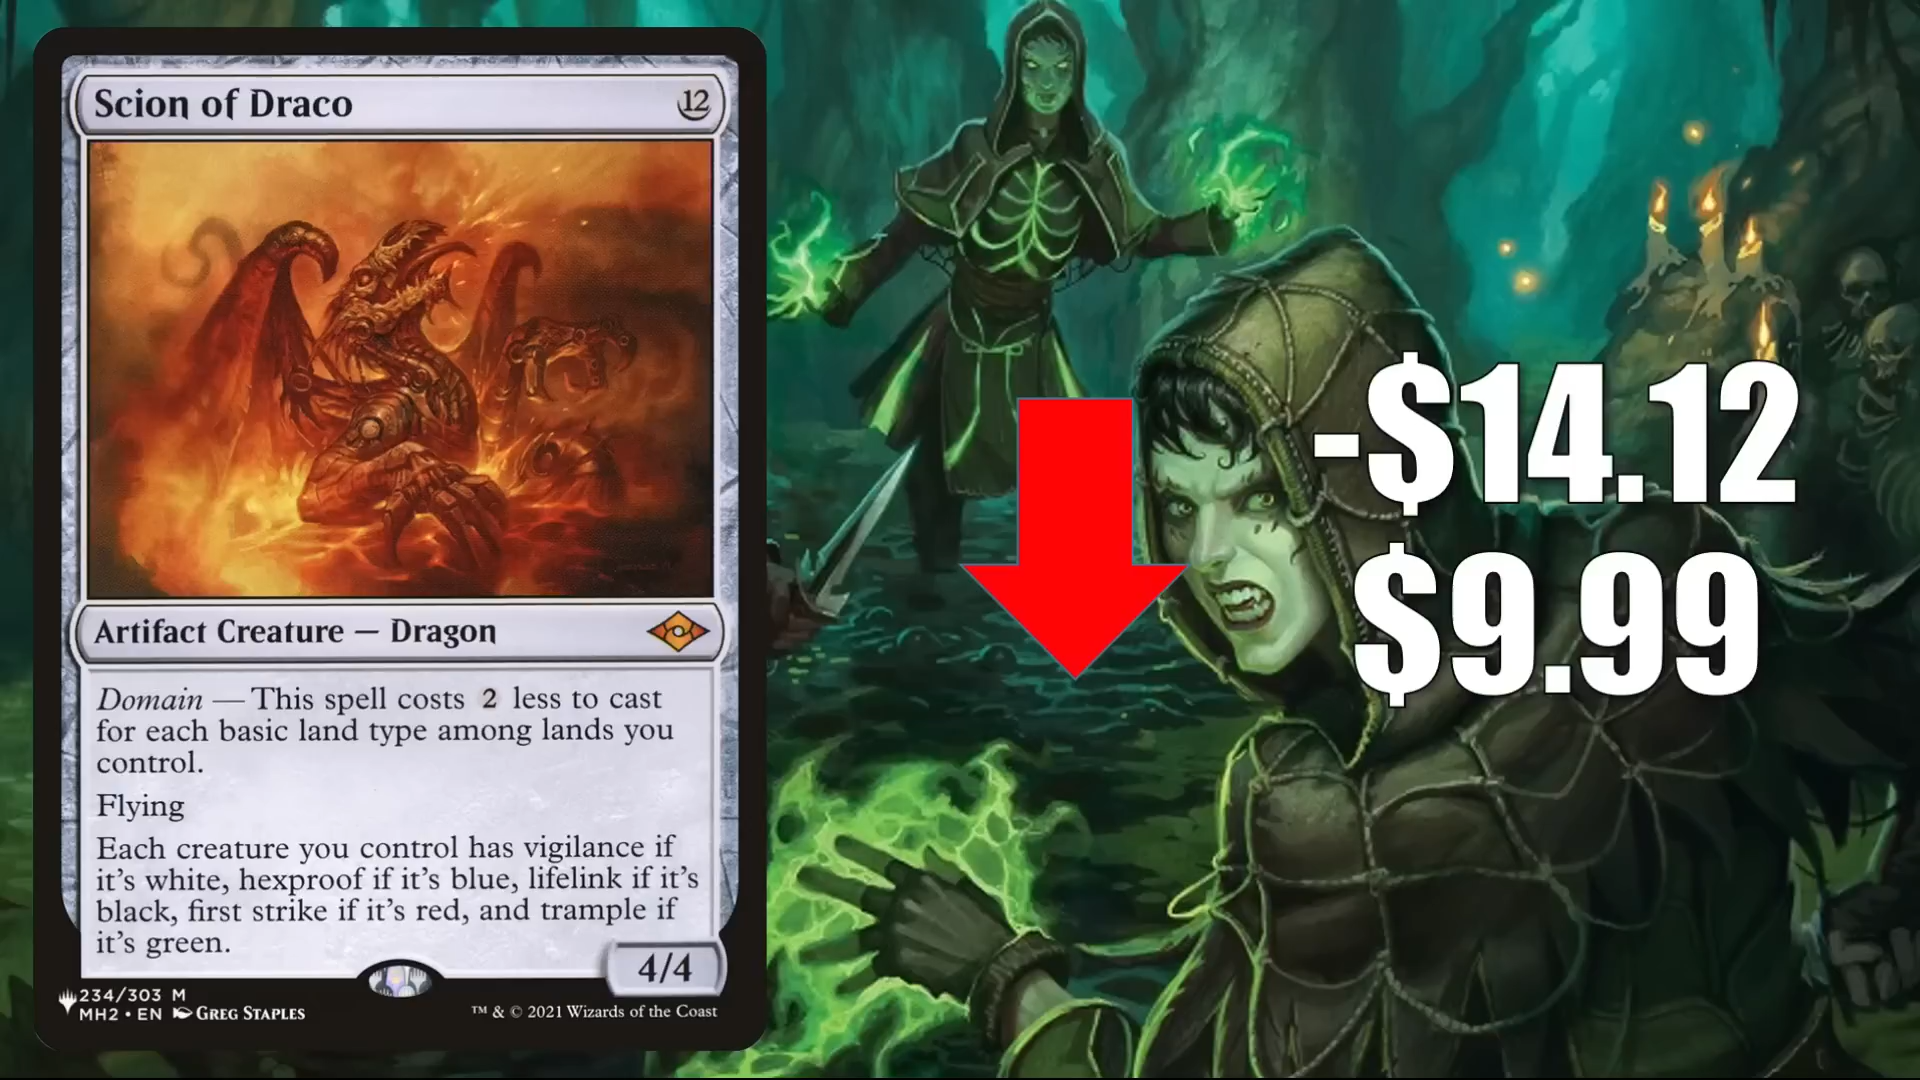 Scion of Draco
12
Artifact Creature — Dragon
Domain — This spell costs 2 less to cast
for each basic land type among lands you
control.
Flying
Each creature you control has vigilance if
it's white, hexproof if it's blue, lifelink if it's
black, first strike if it's red, and trample if
it's green.
4/4
234/303 M
MH2 • EN GREG STAPLES
™ & © 2021 Wizards of the Coast
-$14.12
$9.99